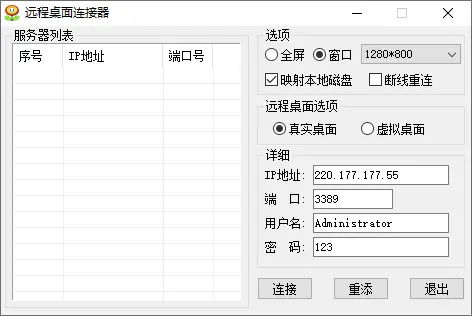 远程桌面连接器
服务器列表
序号 IP地址 端口号
选项
全屏 窗口 1280*800
映射本地磁盘 断线重连
远程桌面选项
真实桌面 虚拟桌面
详细
IP地址: 220.177.177.55
端 口: 3389
用户名: Administrator
密 码: 123
连接 重添 退出